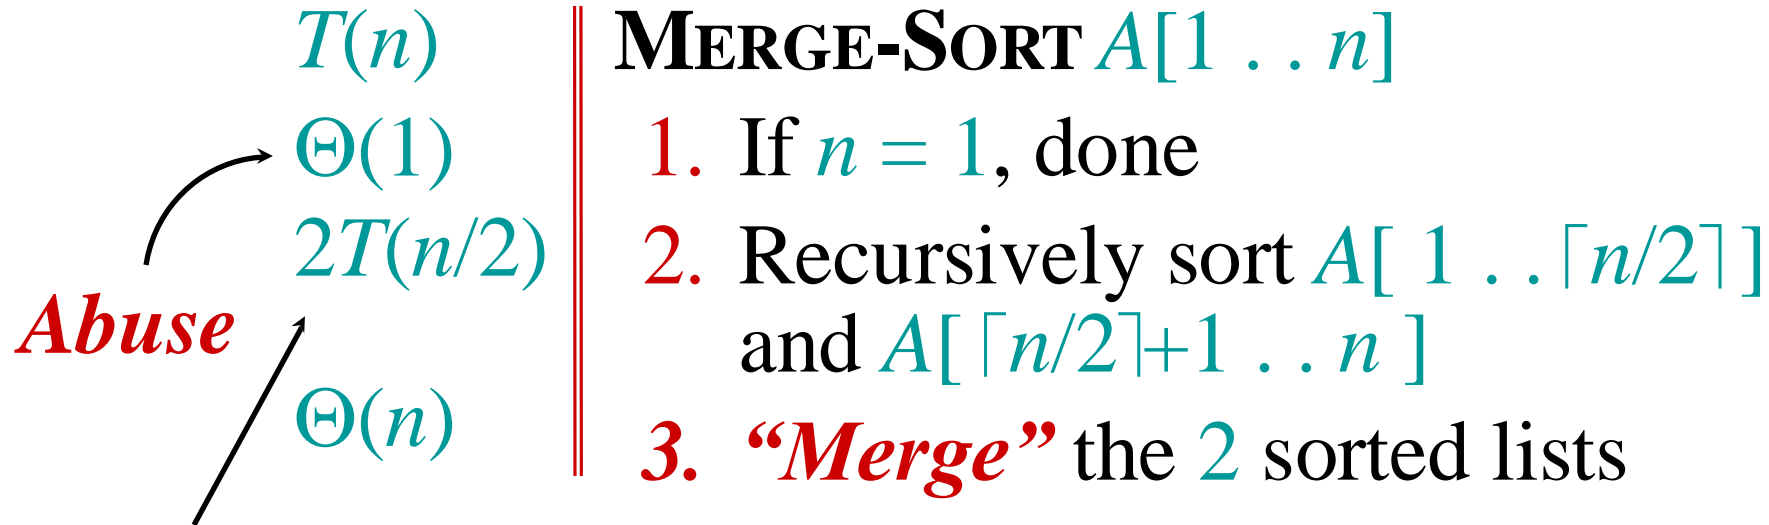 T(n) MERGE-SORT A[1 . . n]
Θ(1) 1. If n = 1, done
2T(n/2) 2. Recursively sort A[ 1 . . ⌈n/2⌉ ]
Abuse and A[ ⌈n/2⌉+1 . . n ]
Θ(n) 3. “Merge” the 2 sorted lists